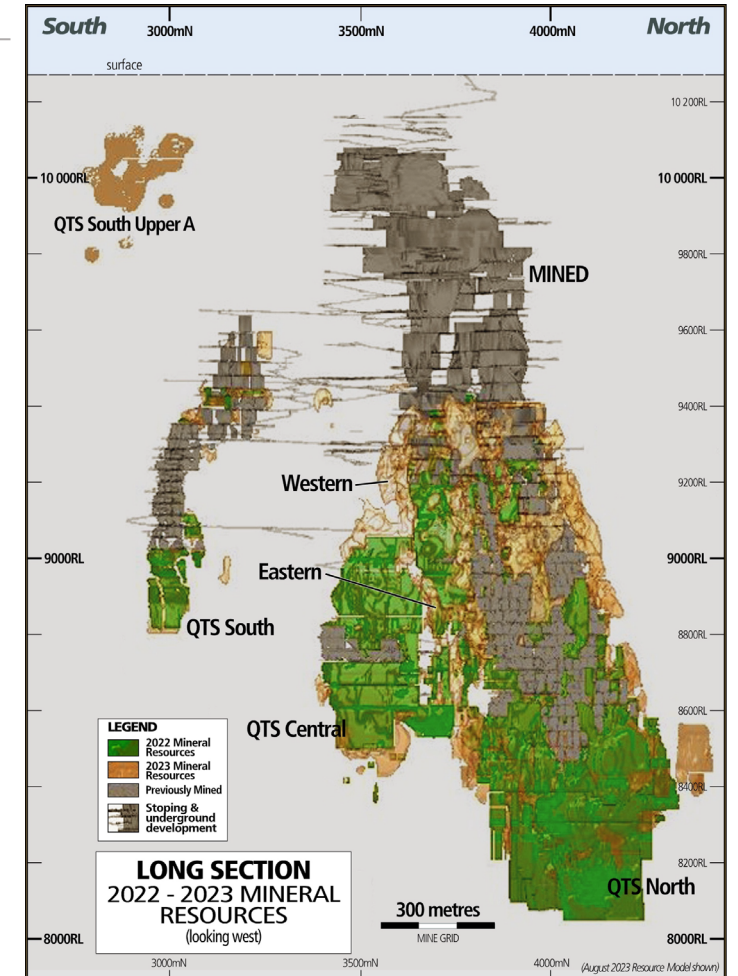 South 3000mN 3500mN 4000mN North
surface
10 200RL
10 000RL 10 000RL
QTS South Upper A
9800RL
MINED
9600RL
9400RL
Western 9200RL
9000RL 9000RL
Eastern
QTS South 8800RL
8600RL
LEGEND
2022 Mineral
Resources
2023 Mineral
Resources
Previously Mined
Stoping &
underground
development
QTS Central
8400RL
8200RL
LONG SECTION
2022 - 2023 MINERAL
RESOURCES
(looking west)
QTS North
300 metres
MINE GRID
8000RL 8000RL
3000mN 3500mN 4000mN
(August 2023 Resource Model shown)